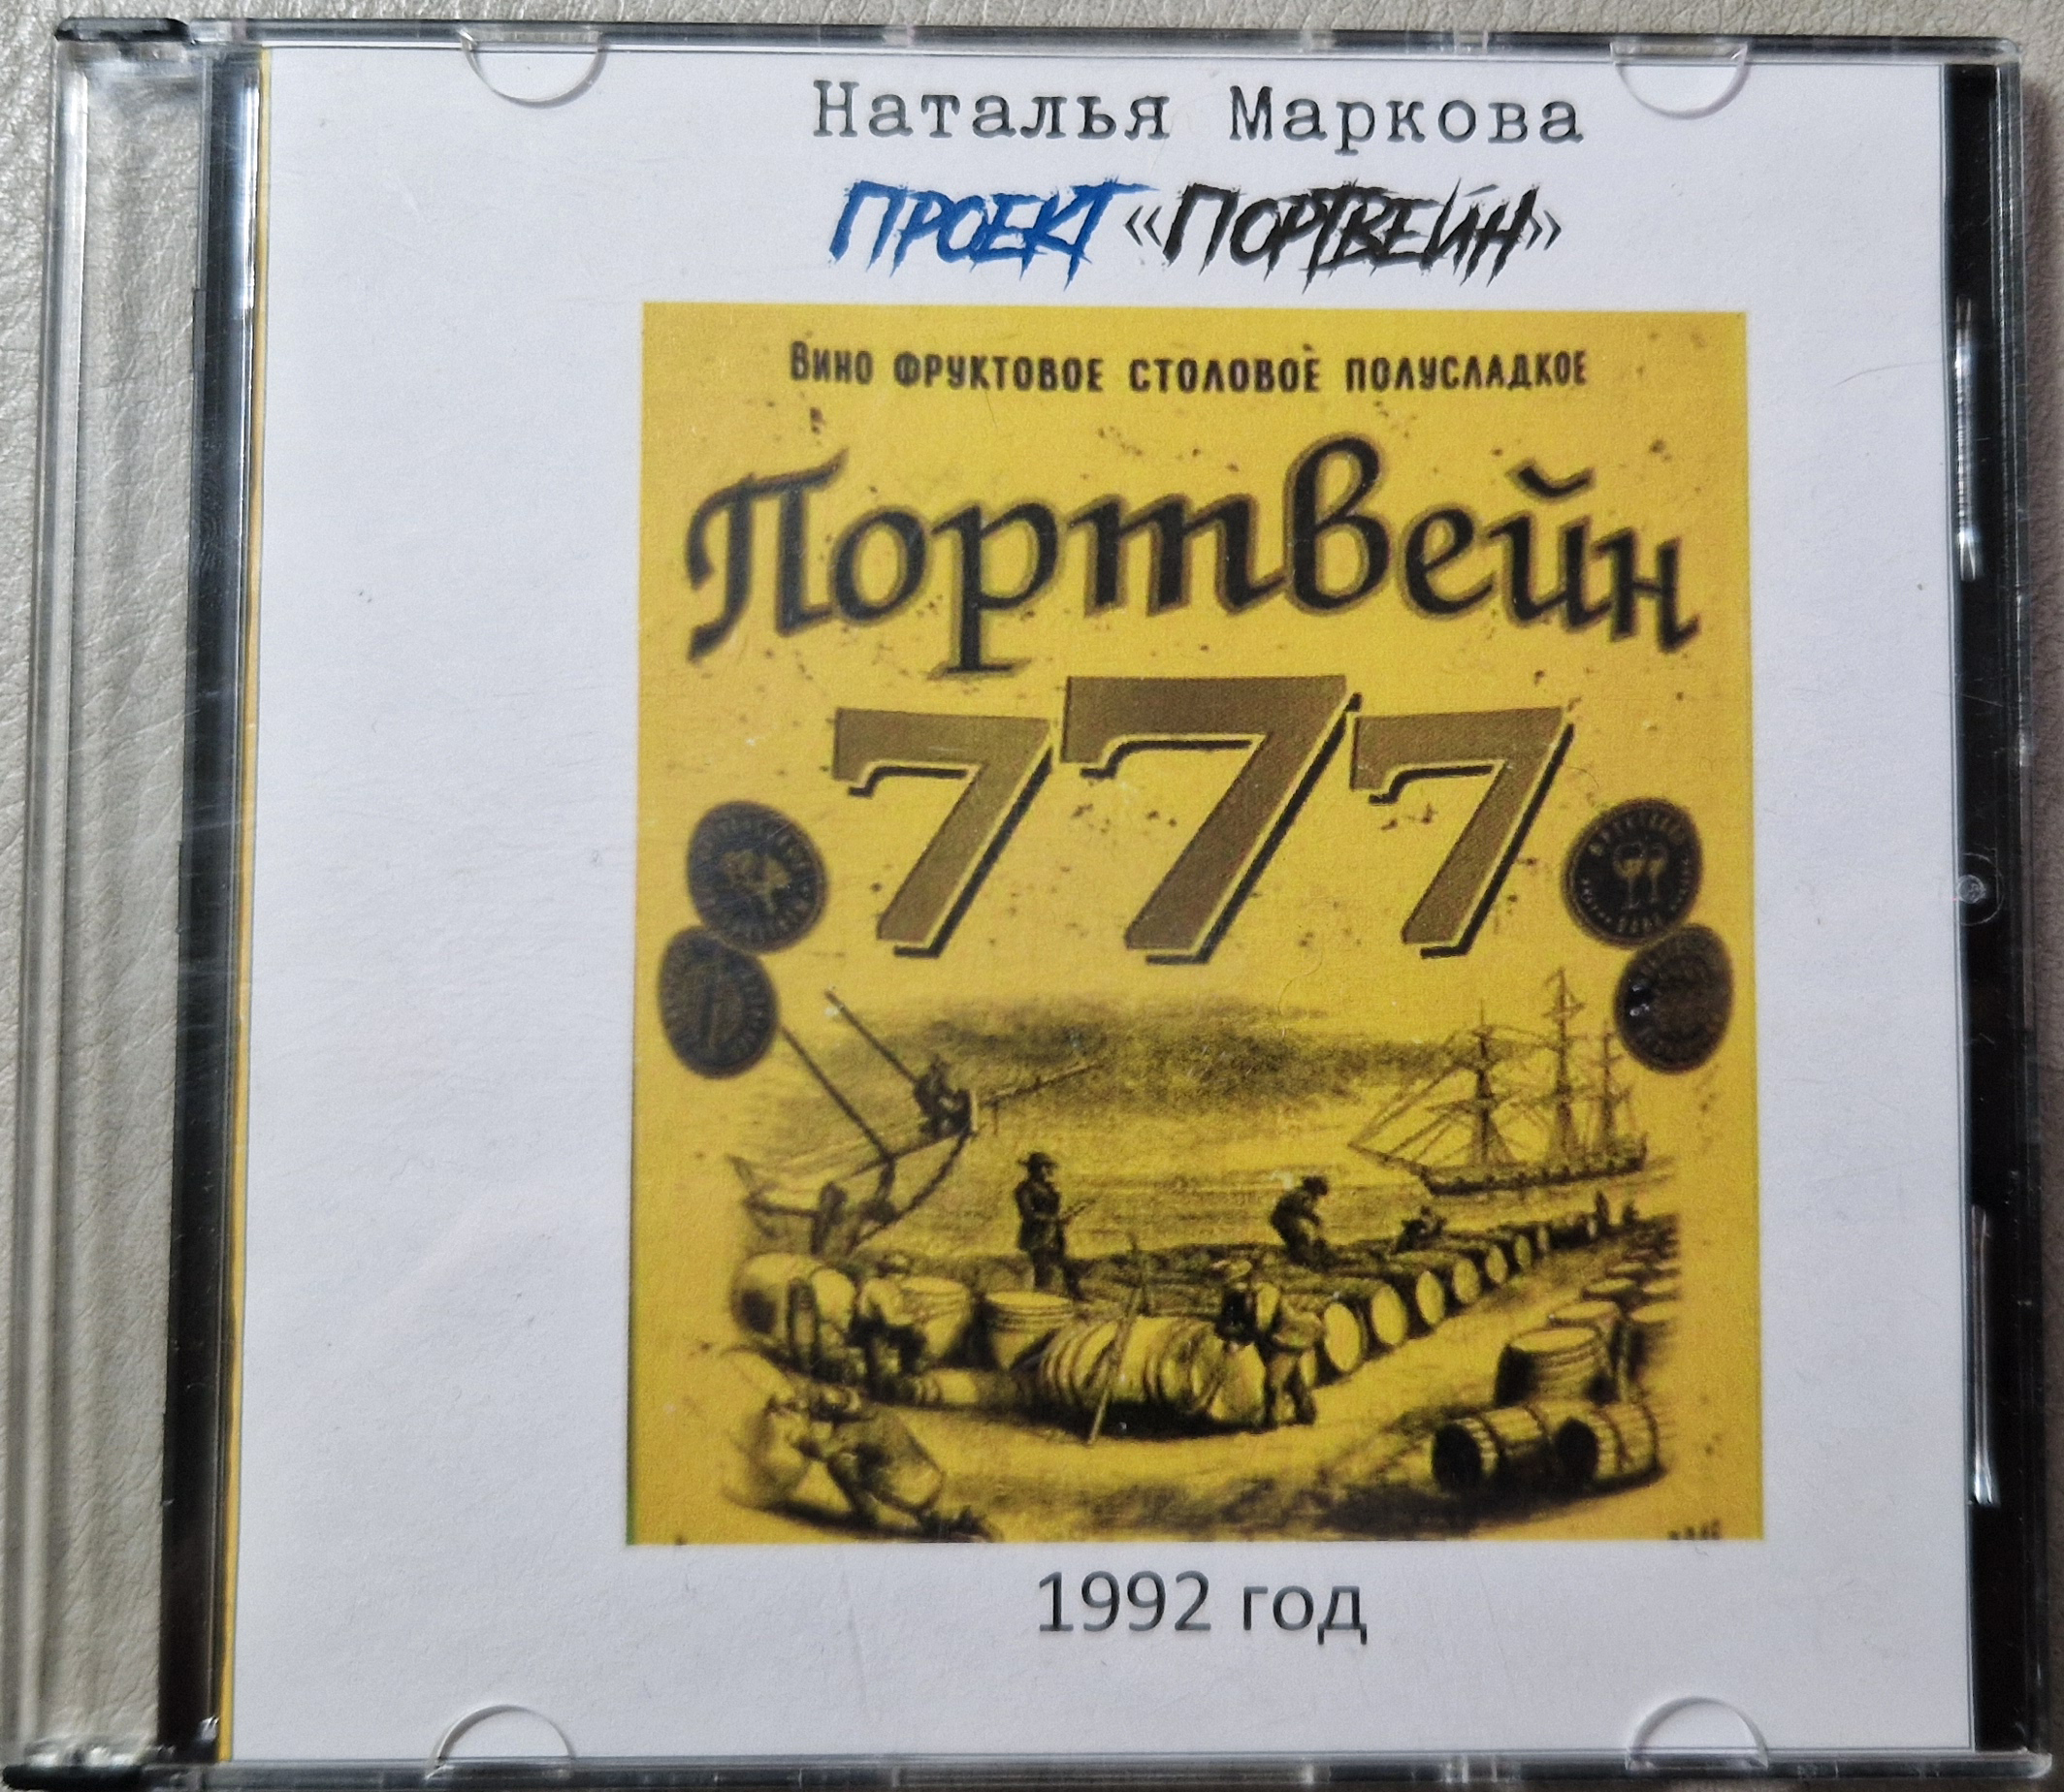 Наталья Маркова
ПРОЕКТ «ПОРТВЕЙН»
Вино фруктовое столовое полусладкое
Портвейн
777
1992 год